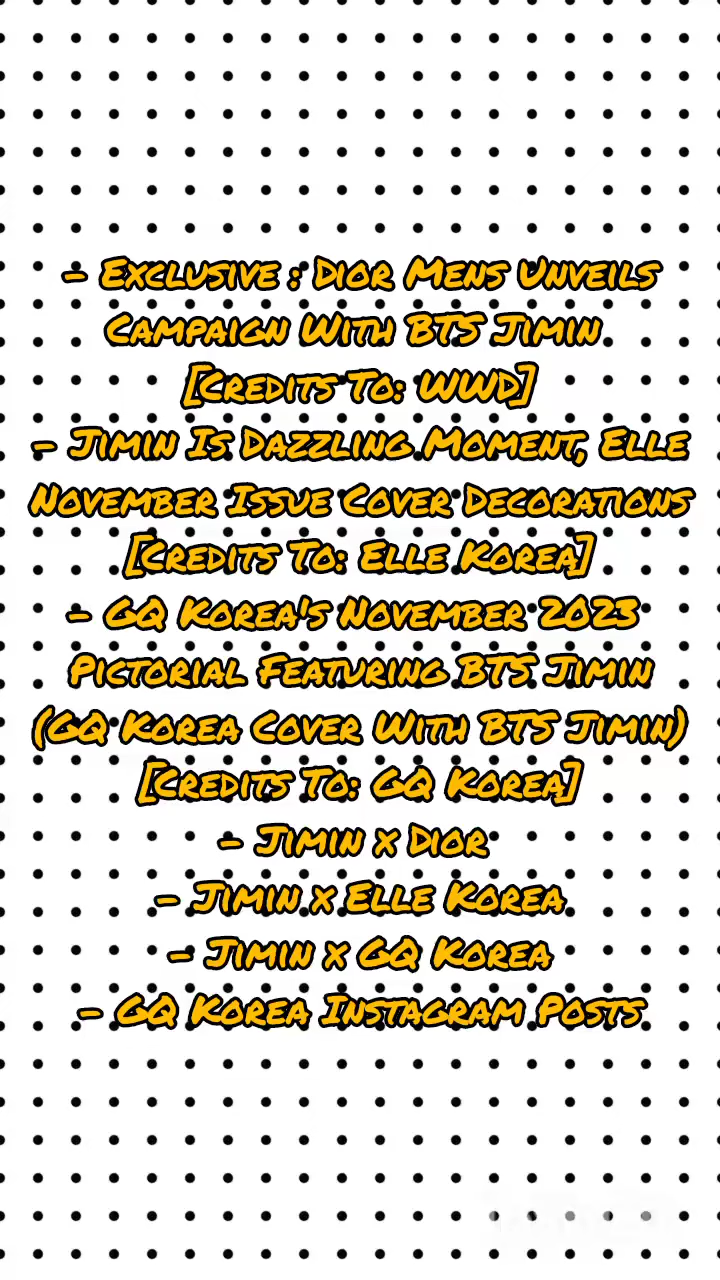 - Exclusive : Dior Mens Unveils
Campaign With BTS Jimin
[Credits To: WWD]
- Jimin Is Dazzling Moment, Elle
November Issue Cover Decorations
[Credits To: Elle Korea]
- GQ Korea's November 2023
Pictorial Featuring BTS Jimin
(GQ Korea Cover With BTS Jimin)
[Credits To: GQ Korea]
- Jimin x Dior
- Jimin x Elle Korea
- Jimin x GQ Korea
- GQ Korea Instagram Posts